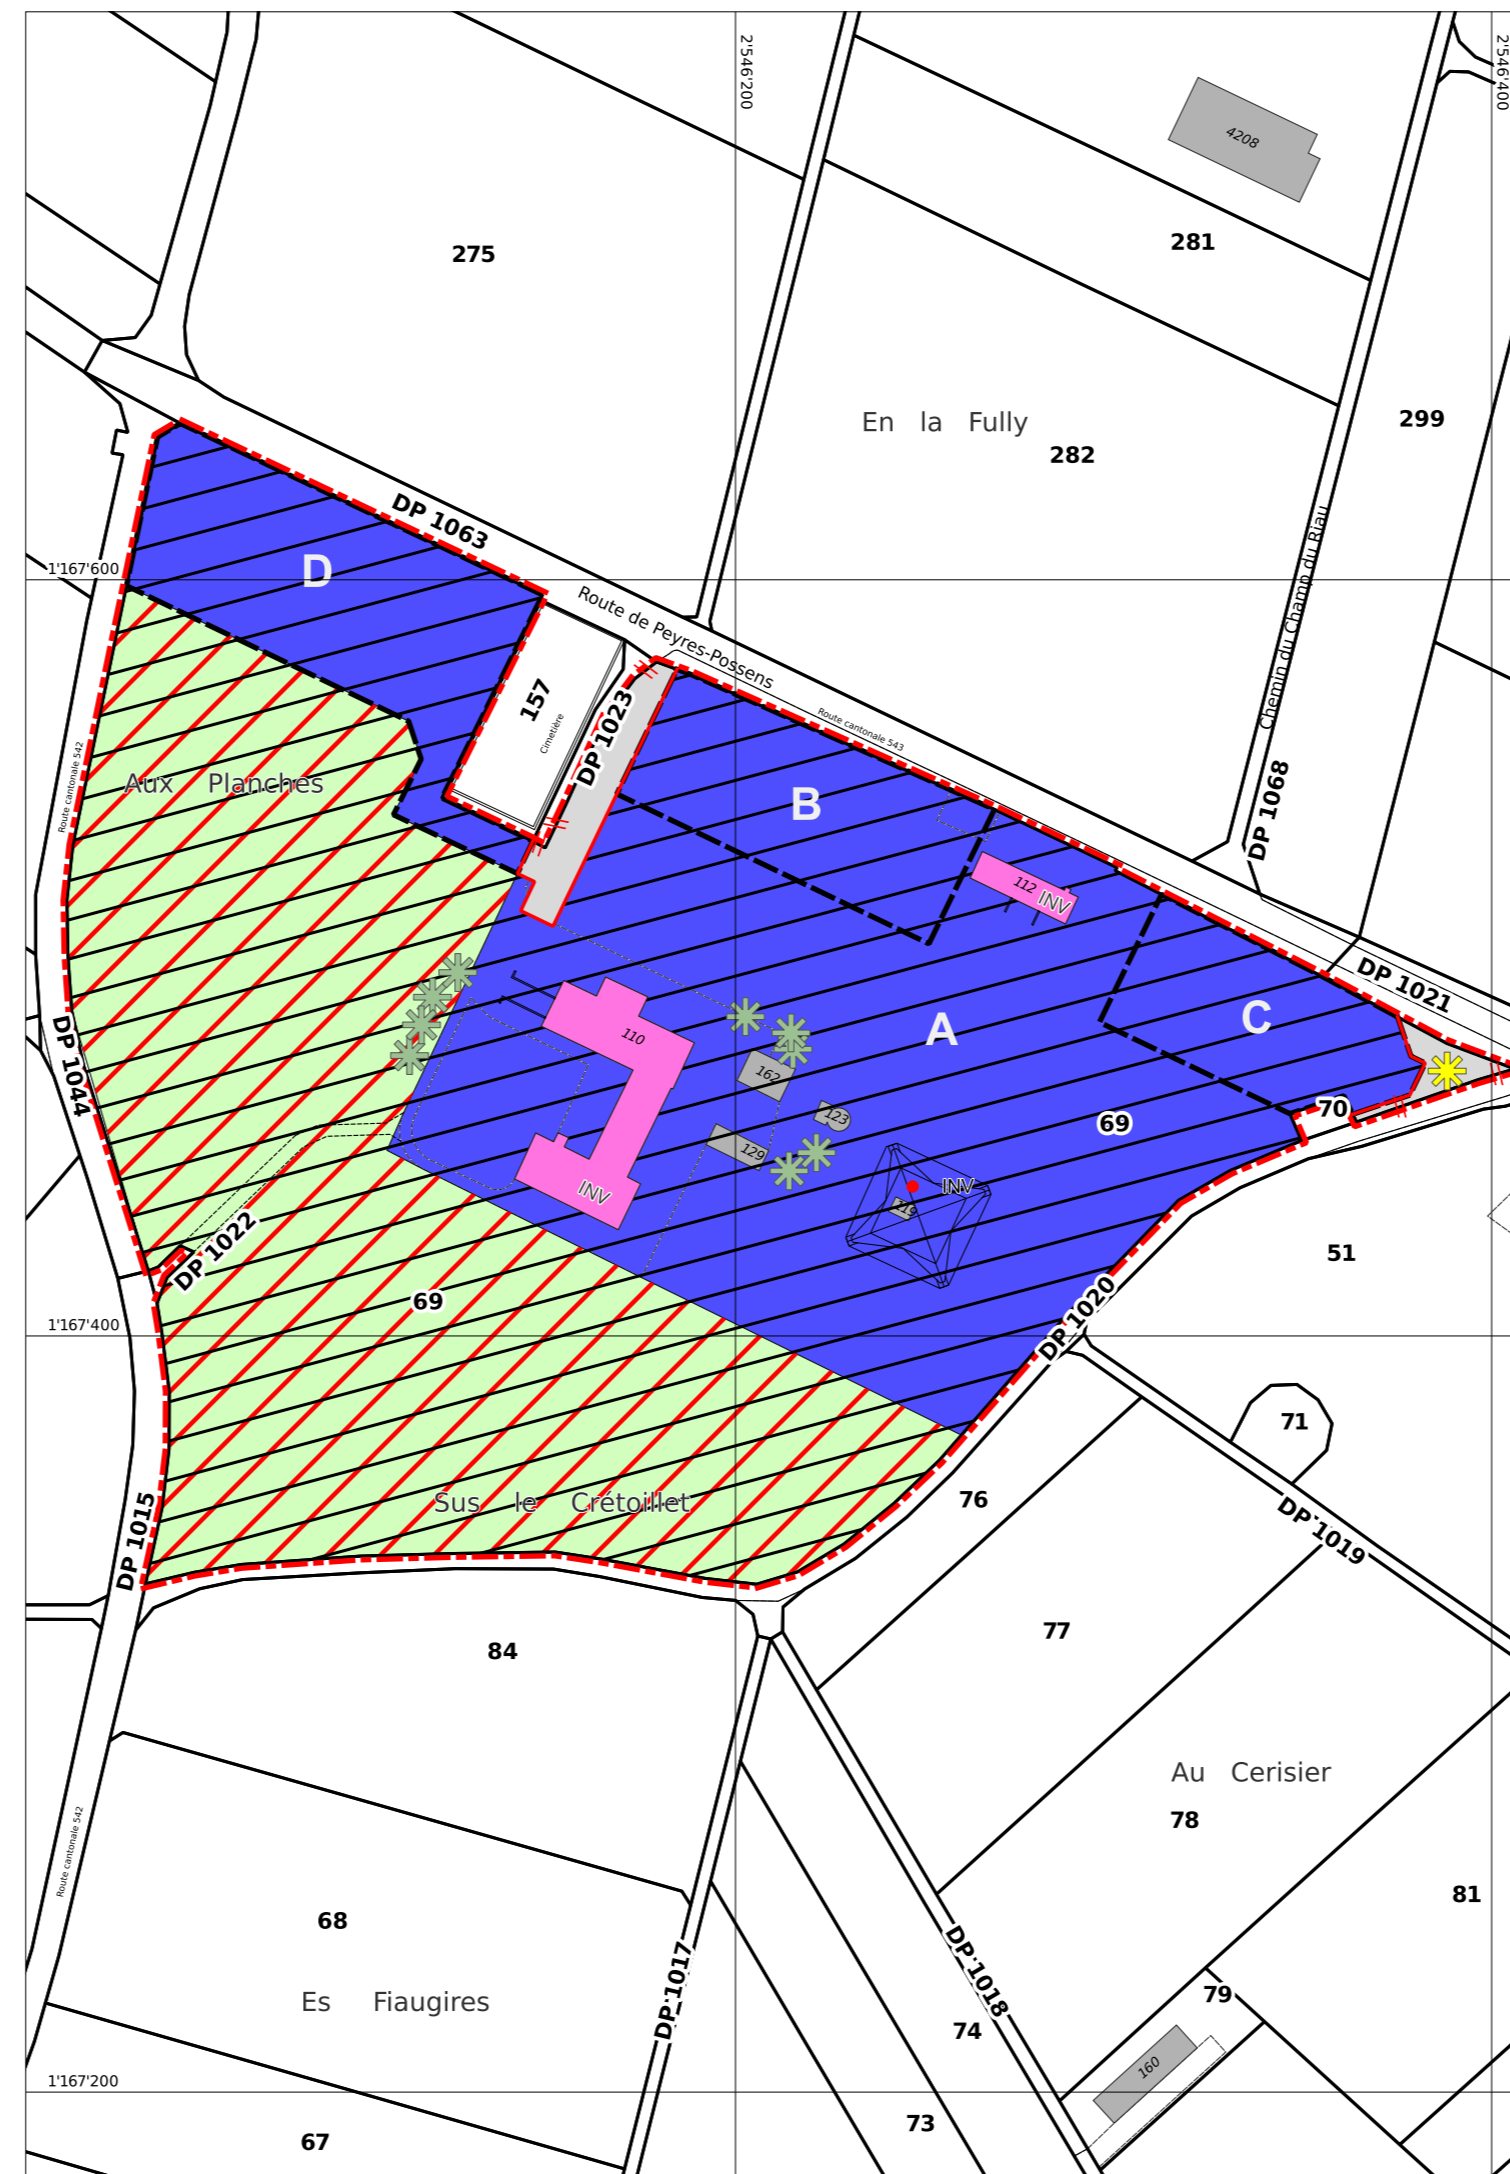 2'546'200
2'546'400
4208
281
275
En la Fully
299
282
DP 1063
1'167'600
D
Route de Peyres-Possens
Chemin du Champ du Riau
157
Cimetière
DP 1023
Route cantonale 543
Aux Planches
Route cantonale 542
B
DP 1068
112
INV
DP 1021
A
C
110
162
DP 1044
123
70
69
129
INV
119
INV
DP 1022
51
69
DP 1020
1'167'400
71
76
Sus le Crétoillet
DP 1015
DP 1019
77
84
Au Cerisier
78
Route cantonale 542
81
68
DP 1017
DP 1018
79
Es Fiaugires
74
160
1'167'200
73
67